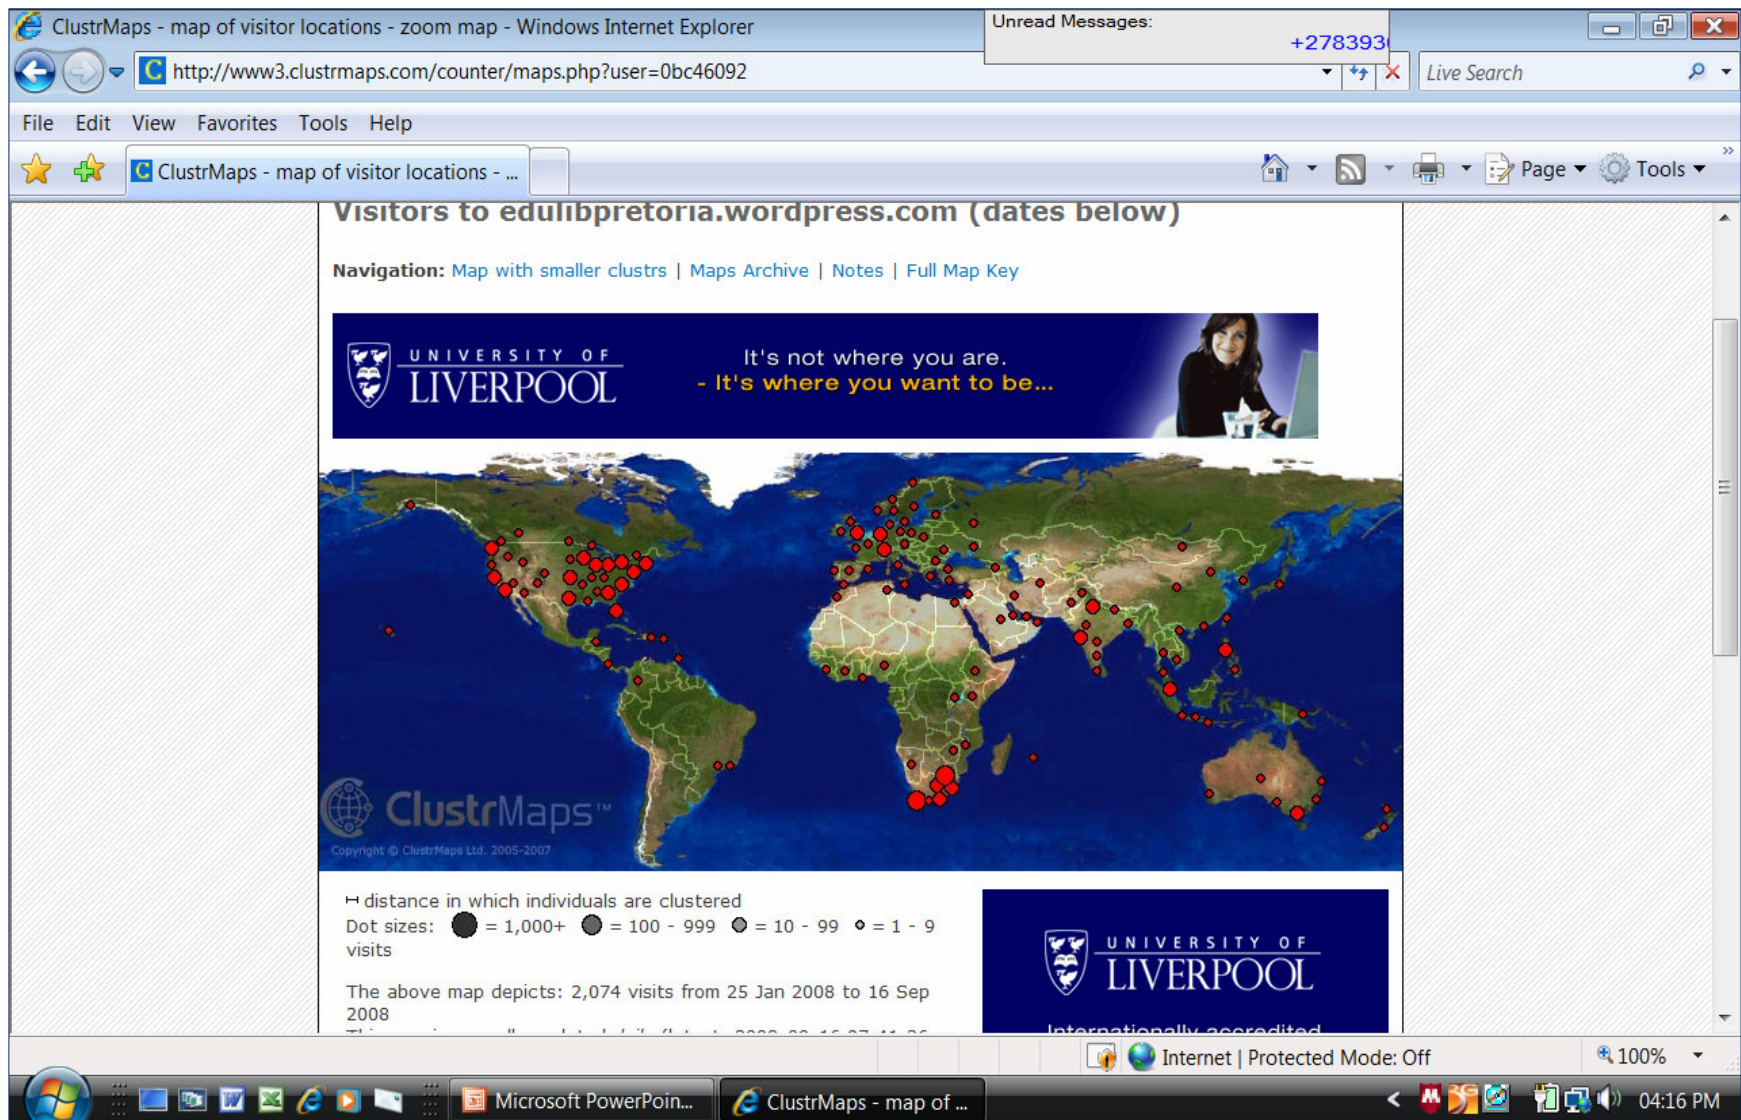 ClustrMaps - map of visitor locations - zoom map - Windows Internet Explorer
Unread Messages:
+278393
http://www3.clustrmaps.com/counter/maps.php?user=0bc46092
Live Search
File Edit View Favorites Tools Help
ClustrMaps - map of visitor locations - ...
Page Tools
Visitors to edulibpretoria.wordpress.com (dates below)
Navigation: Map with smaller clustrs | Maps Archive | Notes | Full Map Key
UNIVERSITY OF
LIVERPOOL
It's not where you are.
- It's where you want to be...
ClustrMaps™
Copyright © ClustrMaps Ltd. 2005-2007
distance in which individuals are clustered
Dot sizes: = 1,000+ = 100 - 999 = 10 - 99 = 1 - 9
visits
The above map depicts: 2,074 visits from 25 Jan 2008 to 16 Sep
2008
UNIVERSITY OF
LIVERPOOL
Internationally accredited
Internet | Protected Mode: Off
100%
Microsoft PowerPoin...
ClustrMaps - map of ...
04:16 PM